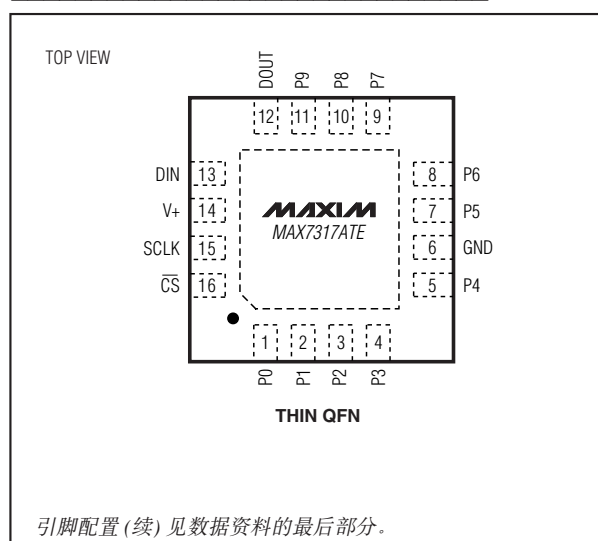 TOP VIEW
DOUT P9 P8 P7
12 11 10 9
DIN 13 8 P6
V+ 14 7 P5
SCLK 15 6 GND
CS 16 5 P4
MAXIM
MAX7317ATE
1 2 3 4
P0 P1 P2 P3
THIN QFN
引脚配置 (续) 见数据资料的最后部分。